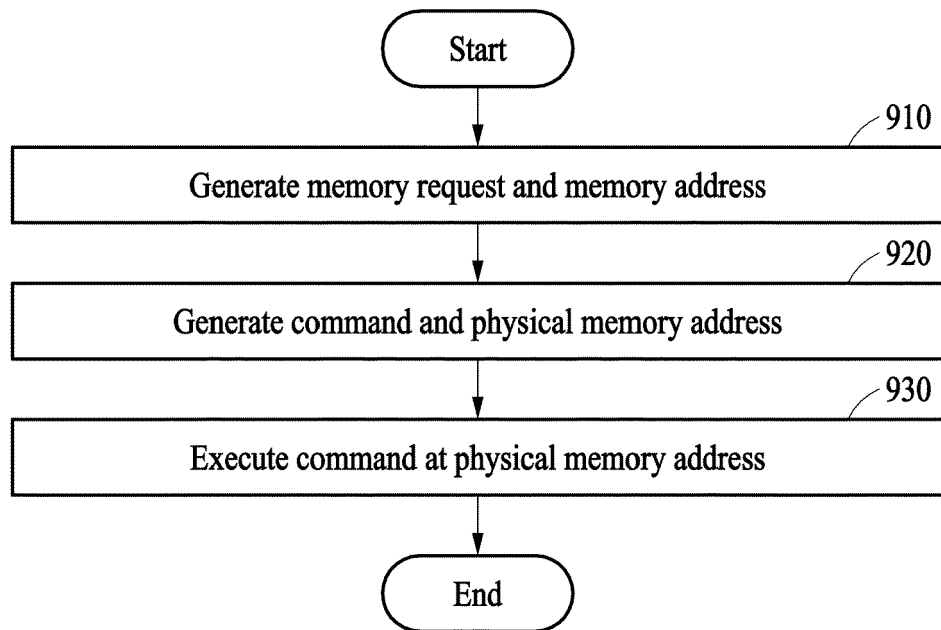 Start
910
Generate memory request and memory address
920
Generate command and physical memory address
930
Execute command at physical memory address
End